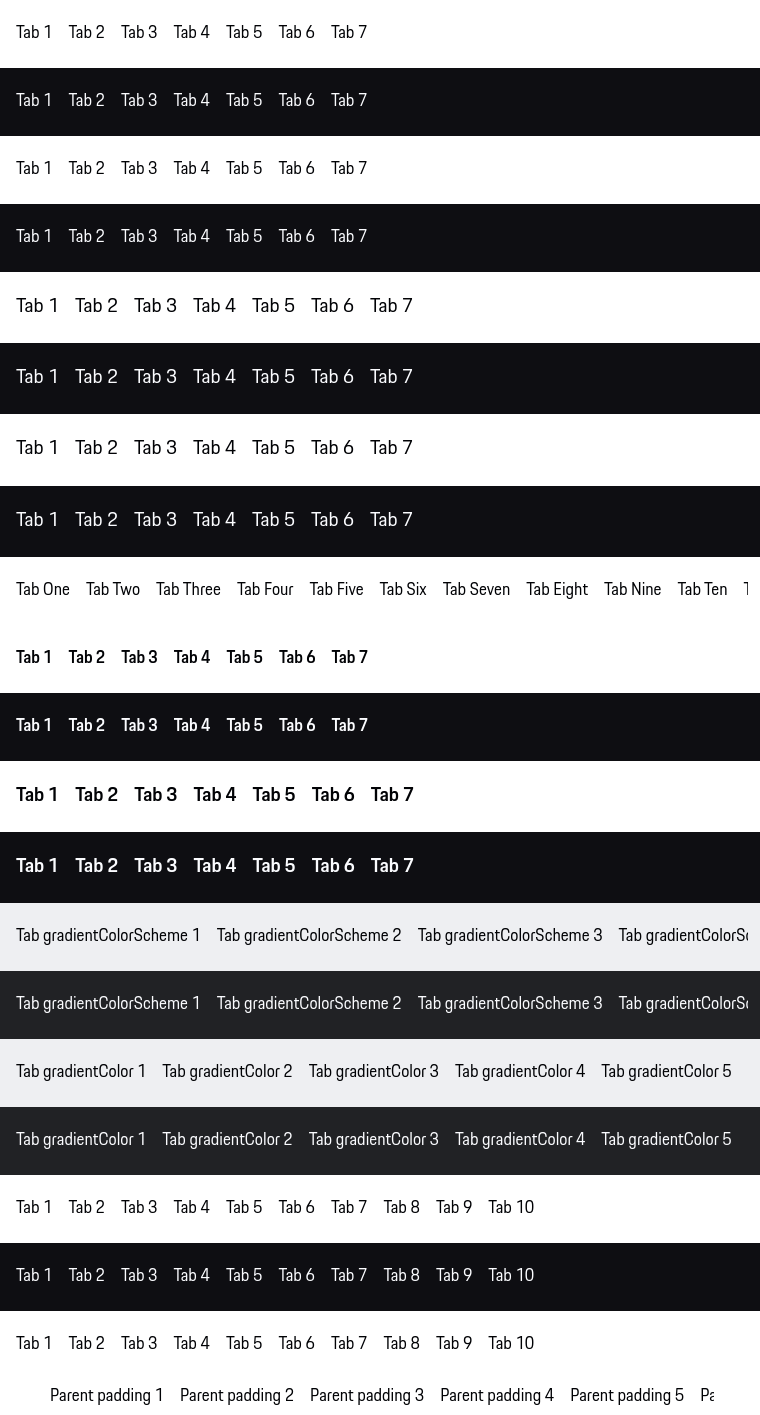 Tab 1 Tab 2 Tab 3 Tab 4 Tab 5 Tab 6 Tab 7
Tab 1 Tab 2 Tab 3 Tab 4 Tab 5 Tab 6 Tab 7
Tab 1 Tab 2 Tab 3 Tab 4 Tab 5 Tab 6 Tab 7
Tab 1 Tab 2 Tab 3 Tab 4 Tab 5 Tab 6 Tab 7
Tab 1 Tab 2 Tab 3 Tab 4 Tab 5 Tab 6 Tab 7
Tab 1 Tab 2 Tab 3 Tab 4 Tab 5 Tab 6 Tab 7
Tab 1 Tab 2 Tab 3 Tab 4 Tab 5 Tab 6 Tab 7
Tab 1 Tab 2 Tab 3 Tab 4 Tab 5 Tab 6 Tab 7
Tab One Tab Two Tab Three Tab Four Tab Five Tab Six Tab Seven Tab Eight Tab Nine Tab Ten
Tab 1 Tab 2 Tab 3 Tab 4 Tab 5 Tab 6 Tab 7
Tab 1 Tab 2 Tab 3 Tab 4 Tab 5 Tab 6 Tab 7
Tab 1 Tab 2 Tab 3 Tab 4 Tab 5 Tab 6 Tab 7
Tab 1 Tab 2 Tab 3 Tab 4 Tab 5 Tab 6 Tab 7
Tab gradientColorScheme 1 Tab gradientColorScheme 2 Tab gradientColorScheme 3 Tab gradientColorS
Tab gradientColorScheme 1 Tab gradientColorScheme 2 Tab gradientColorScheme 3 Tab gradientColorS
Tab gradientColor 1 Tab gradientColor 2 Tab gradientColor 3 Tab gradientColor 4 Tab gradientColor 5
Tab gradientColor 1 Tab gradientColor 2 Tab gradientColor 3 Tab gradientColor 4 Tab gradientColor 5
Tab 1 Tab 2 Tab 3 Tab 4 Tab 5 Tab 6 Tab 7 Tab 8 Tab 9 Tab 10
Tab 1 Tab 2 Tab 3 Tab 4 Tab 5 Tab 6 Tab 7 Tab 8 Tab 9 Tab 10
Tab 1 Tab 2 Tab 3 Tab 4 Tab 5 Tab 6 Tab 7 Tab 8 Tab 9 Tab 10
Parent padding 1 Parent padding 2 Parent padding 3 Parent padding 4 Parent padding 5 Pa